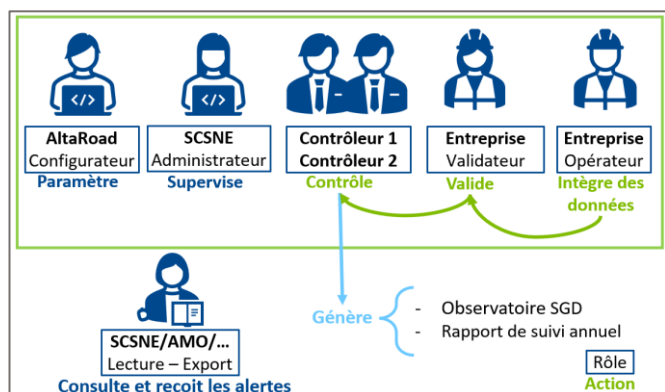 </>
</>
AltaRoad
Configurateur
Paramètre
SCSNE
Administrateur
Supervise
Contrôleur 1
Contrôleur 2
Contrôle
Entreprise
Validateur
Valide
Entreprise
Opérateur
Intègre des
données
Génère
- Observatoire SGD
- Rapport de suivi annuel
SCSNE/AMO/...
Lecture – Export
Consulte et reçoit les alertes
Rôle
Action